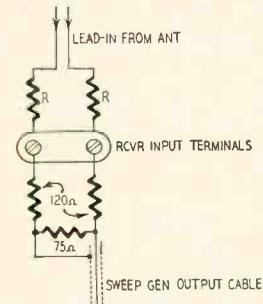 LEAD-IN FROM ANT
R R
RCVR INPUT TERMINALS
120Ω
75Ω
SWEEP GEN OUTPUT CABLE